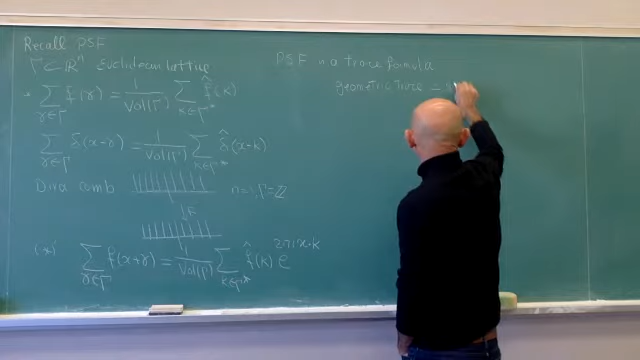 Recall PSF
Γ ⊂ ℝⁿ Euclidean lattice
∑_{γ∈Γ} f(γ) = 1/Vol(Γ) ∑_{k∈Γ*} f̂(k)
∑_{γ∈Γ} δ(x-γ) = 1/Vol(Γ) ∑_{k∈Γ*} δ̂(x-k)
Dirac comb n=1, Γ=ℤ
(*) ∑_{γ∈Γ} f(x+γ) = 1/Vol(Γ) ∑_{k∈Γ*} f̂(k) e^{2πi x·k}
PSF is a trace formula
geometric trace =